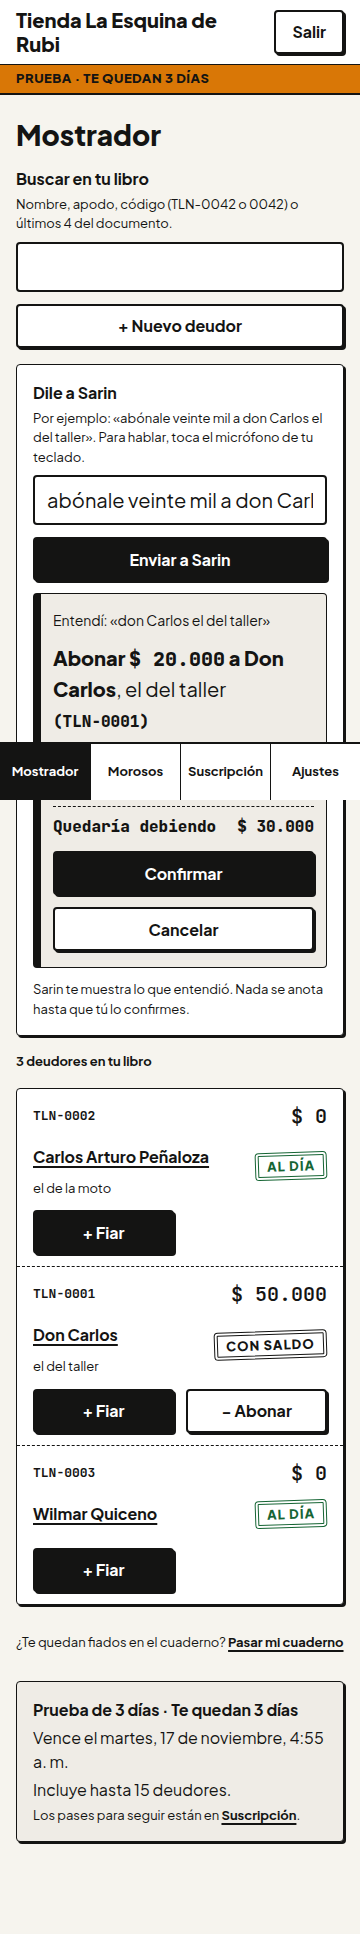 Tienda La Esquina de
Rubi
Salir
PRUEBA · TE QUEDAN 3 DÍAS
Mostrador
Buscar en tu libro
Nombre, apodo, código (TLN-0042 o 0042) o
últimos 4 del documento.
+ Nuevo deudor
Dile a Sarin
Por ejemplo: «abónale veinte mil a don Carlos el
del taller». Para hablar, toca el micrófono de tu
teclado.
abónale veinte mil a don Carl
Enviar a Sarin
Entendí: «don Carlos el del taller»
Abonar $ 20.000 a Don
Carlos, el del taller
(TLN-0001)
Mostrador
Morosos
Suscripción
Ajustes
Quedaría debiendo $ 30.000
Confirmar
Cancelar
Sarin te muestra lo que entendió. Nada se anota
hasta que tú lo confirmes.
3 deudores en tu libro
TLN-0002 $ 0
Carlos Arturo Peñaloza
AL DÍA
el de la moto
+ Fiar
TLN-0001 $ 50.000
Don Carlos
CON SALDO
el del taller
+ Fiar
– Abonar
TLN-0003 $ 0
Wilmar Quiceno
AL DÍA
+ Fiar
¿Te quedan fiados en el cuaderno? Pasar mi cuaderno
Prueba de 3 días · Te quedan 3 días
Vence el martes, 17 de noviembre, 4:55
a. m.
Incluye hasta 15 deudores.
Los pases para seguir están en Suscripción.